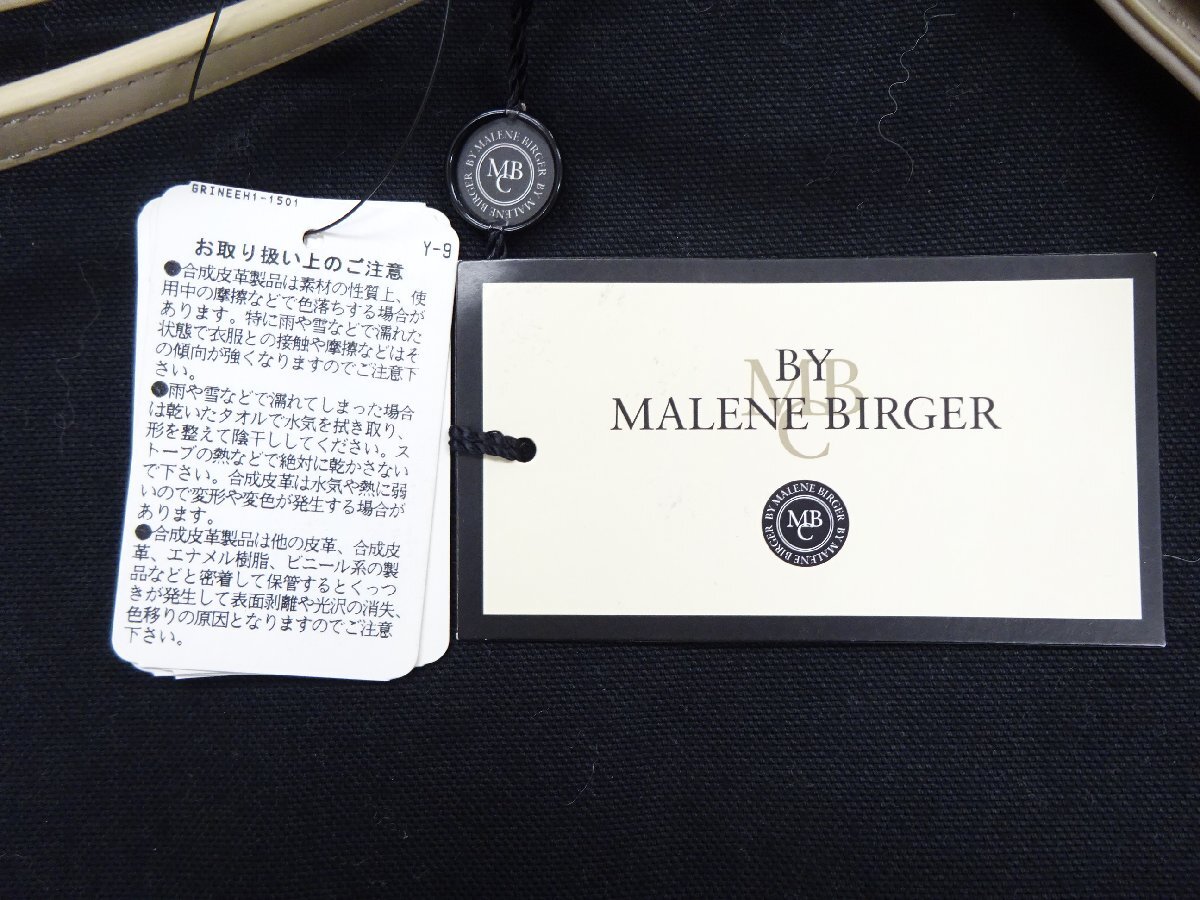 GRINEEH1-1501
Y-9
お取り扱い上のご注意
●合成皮革製品は素材の性質上、使
用中の摩擦などで色落ちする場合が
あります。特に雨や雪などで濡れた
状態で衣服との接触や摩擦などはそ
の傾向が強くなりますのでご注意下
さい。
●雨や雪などで濡れてしまった場合
は乾いたタオルで水気を拭き取り、
形を整えて陰干ししてください。ス
トーブの熱などで絶対に乾かさない
で下さい。合成皮革は水気や熱に弱
いので変形や変色が発生する場合が
あります。
●合成皮革製品は他の皮革、合成皮
革、エナメル樹脂、ビニール系の製
品などと密着して保管するとくっつ
きが発生して表面剥離や光沢の消失、
色移りの原因となりますのでご注意
下さい。
BY MALENE BIRGER BY MALENE BIRGER
MB
C
MB
C
BY
MALENE BIRGER
BY MALENE BIRGER BY MALENE BIRGER
MB
C